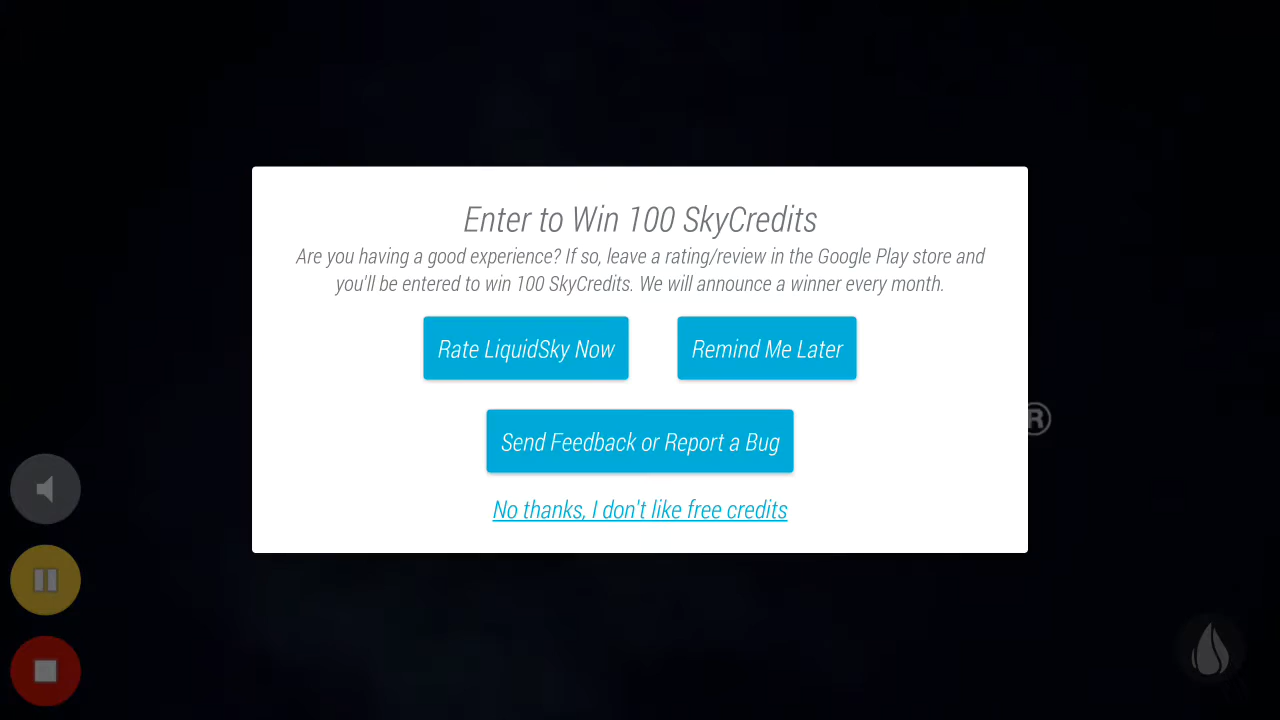 Enter to Win 100 SkyCredits
Are you having a good experience? If so, leave a rating/review in the Google Play store and
you'll be entered to win 100 SkyCredits. We will announce a winner every month.
Rate LiquidSky Now
Remind Me Later
®
Send Feedback or Report a Bug
No thanks, I don't like free credits